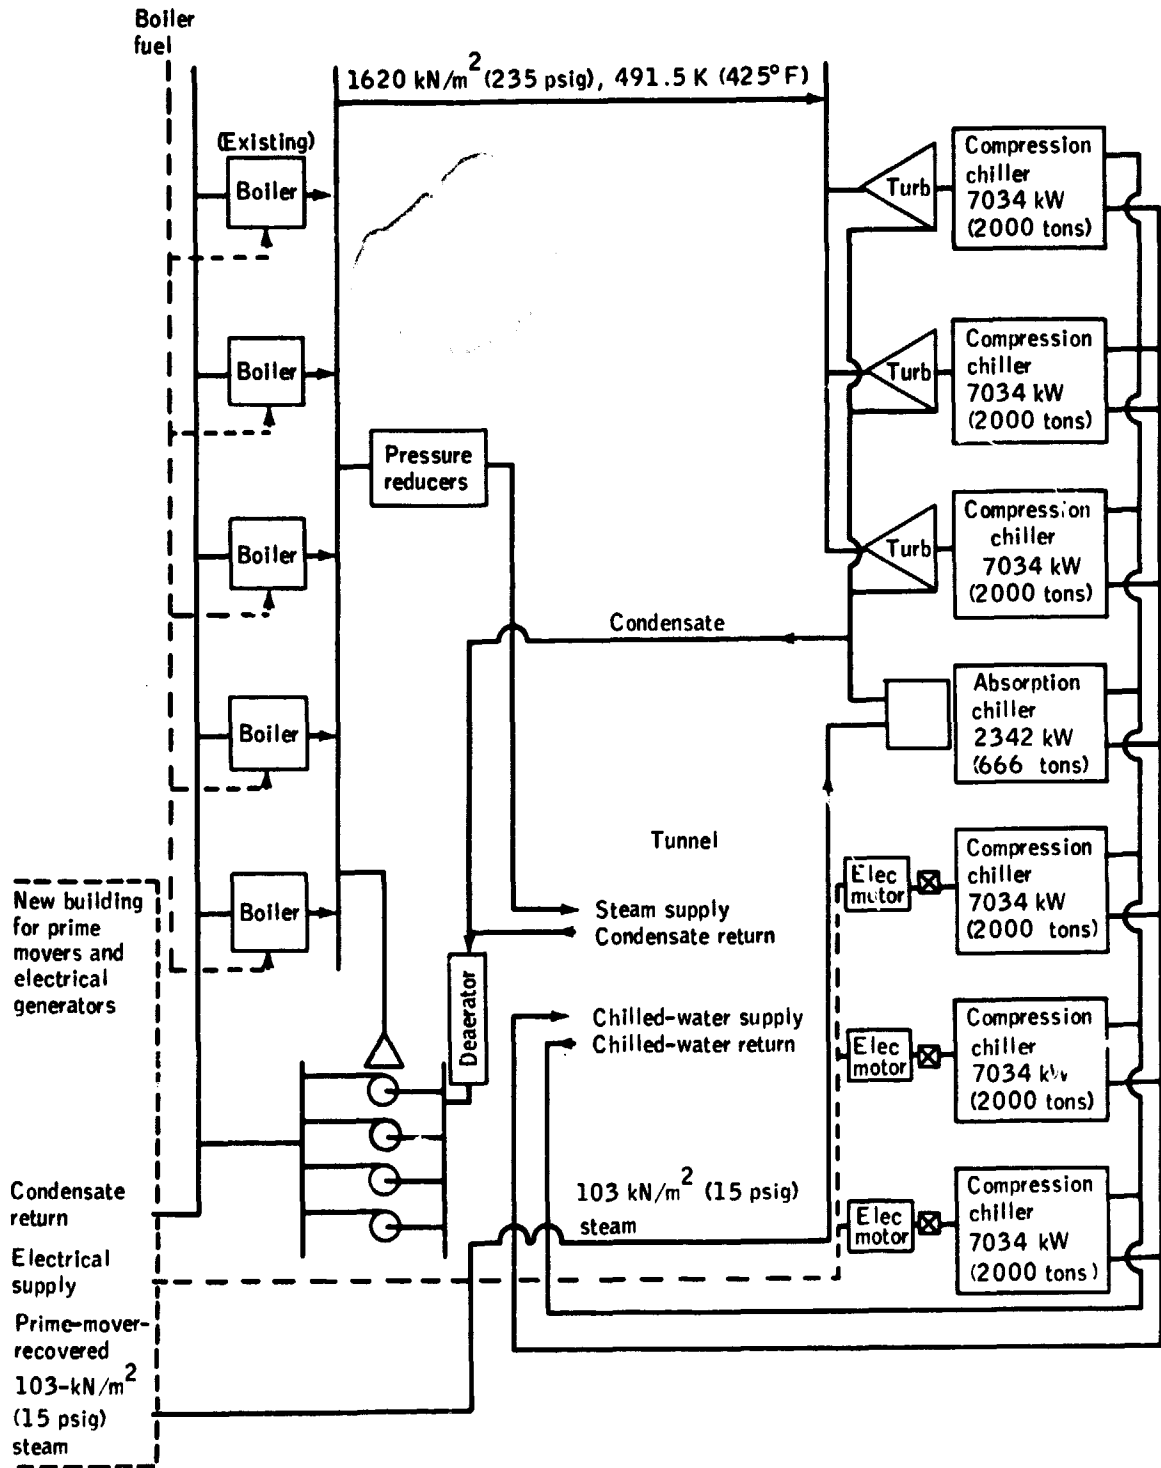 Boiler
fuel
1620 kN/m2 (235 psig), 491.5 K (425° F)
(Existing)
Boiler
Turb
Compression
chiller
7034 kW
(2000 tons)
Boiler
Turb
Compression
chiller
7034 kW
(2000 tons)
Pressure
reducers
Boiler
Turb
Compression
chiller
7034 kW
(2000 tons)
Condensate
Boiler
Absorption
chiller
2342 kW
(666 tons)
Tunnel
Elec
motor
Compression
chiller
7034 kW
(2000 tons)
New building
for prime
movers and
electrical
generators
Boiler
Steam supply
Condensate return
Deaerator
Chilled-water supply
Chilled-water return
Elec
motor
Compression
chiller
7034 kW
(2000 tons)
103 kN/m2 (15 psig)
steam
Elec
motor
Compression
chiller
7034 kW
(2000 tons)
Condensate
return
Electrical
supply
Prime-mover-
recovered
103-kN/m2
(15 psig)
steam